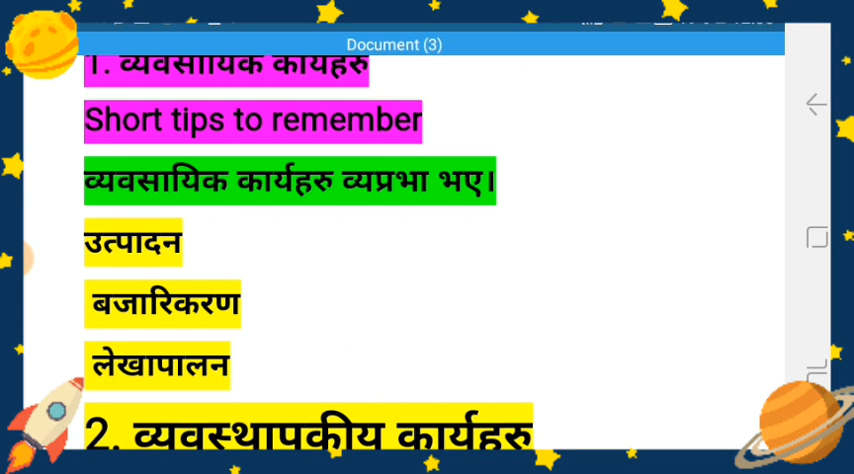 Document (3)
1. व्यवसायिक कार्यहरु
Short tips to remember
व्यवसायिक कार्यहरु व्यप्रभा भए।
उत्पादन
बजारिकरण
लेखापालन
2. व्यवस्थापकीय कार्यहरु